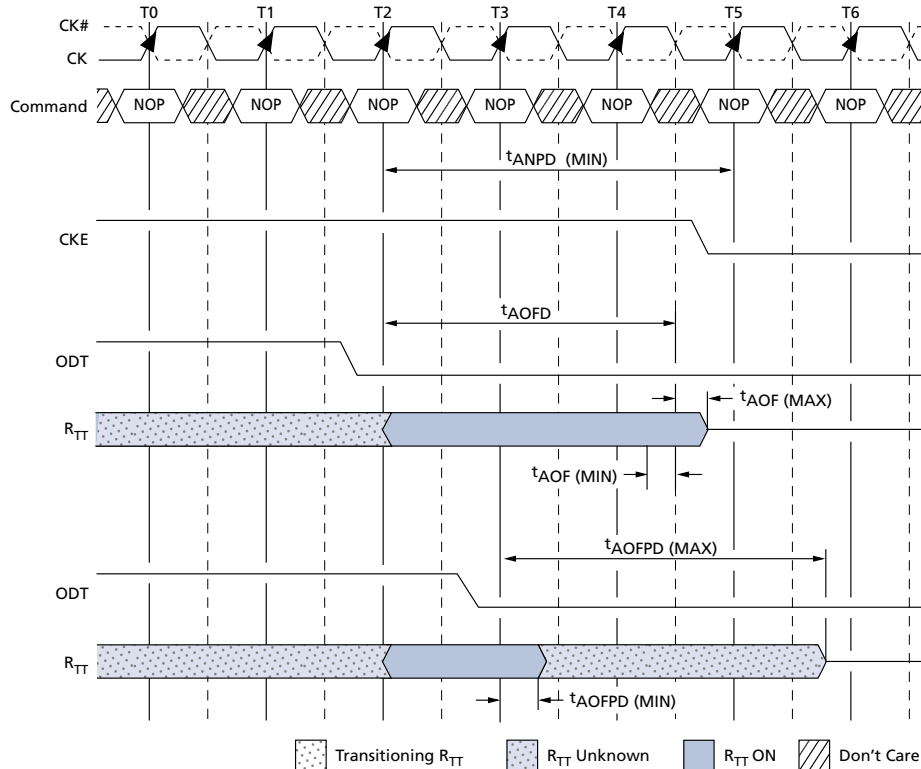 T0 T1 T2 T3 T4 T5 T6
CK#
CK
Command NOP NOP NOP NOP NOP NOP NOP
tANPD (MIN)
CKE
tAOFD
ODT
tAOF (MAX)
RTT
tAOF (MIN)
tAOFPD (MAX)
ODT
RTT
tAOFPD (MIN)
Transitioning RTT RTT Unknown RTT ON Don't Care